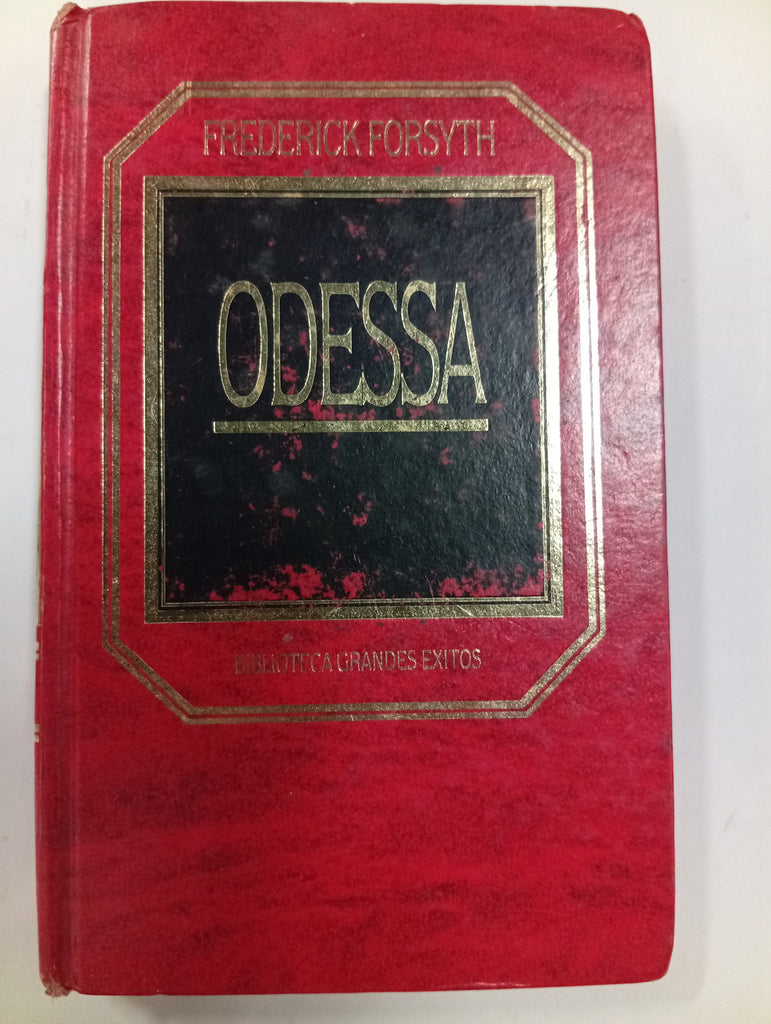 FREDERICK FORSYTH
ODESSA
BIBLIOTECA GRANDES EXITOS